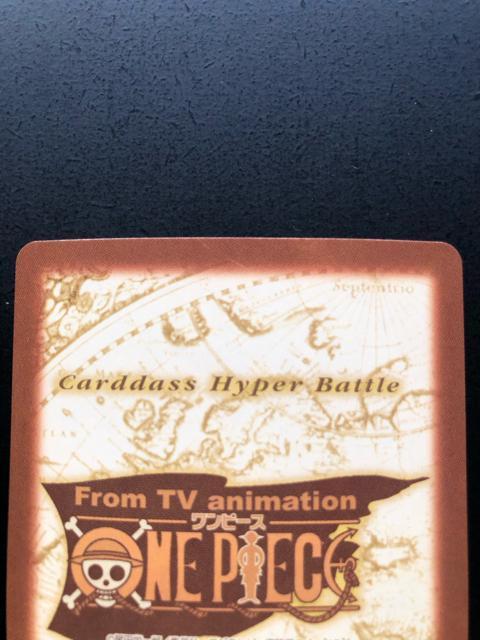 Septentrio
Carddass Hyper Battle
From TV animation
ワンピース
ONE PIECE